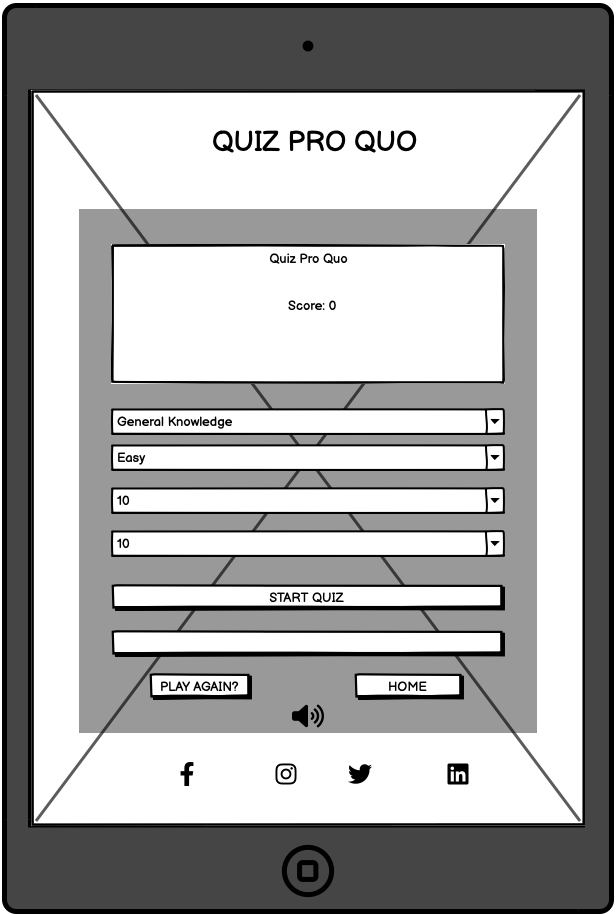 QUIZ PRO QUO
Quiz Pro Quo
Score: 0
General Knowledge
Easy
10
10
START QUIZ
PLAY AGAIN?
HOME